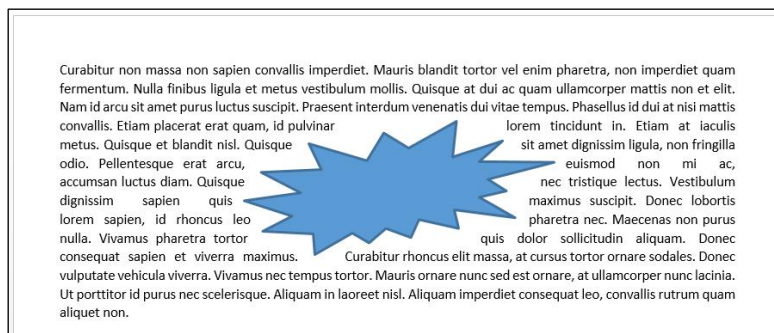 Curabitur non massa non sapien convallis imperdiet. Mauris blandit tortor vel enim pharetra, non imperdiet quam
fermentum. Nulla finibus ligula et metus vestibulum mollis. Quisque at dui ac quam ullamcorper mattis non et elit.
Nam id arcu sit amet purus luctus suscipit. Praesent interdum venenatis dui vitae tempus. Phasellus id dui at nisi mattis
convallis. Etiam placerat erat quam, id pulvinar lorem tincidunt in. Etiam at iaculis
metus. Quisque et blandit nisl. Quisque sit amet dignissim ligula, non fringilla
odio. Pellentesque erat arcu, euismod non mi ac,
accumsan luctus diam. Quisque nec tristique lectus. Vestibulum
dignissim sapien quis maximus suscipit. Donec lobortis
lorem sapien, id rhoncus leo pharetra nec. Maecenas non purus
nulla. Vivamus pharetra tortor quis dolor sollicitudin aliquam. Donec
consequat sapien et viverra maximus. Curabitur rhoncus elit massa, at cursus tortor ornare sodales. Donec
vulputate vehicula viverra. Vivamus nec tempus tortor. Mauris ornare nunc sed est ornare, at ullamcorper nunc lacinia.
Ut porttitor id purus nec scelerisque. Aliquam in laoreet nisl. Aliquam imperdiet consequat leo, convallis rutrum quam
aliquet non.